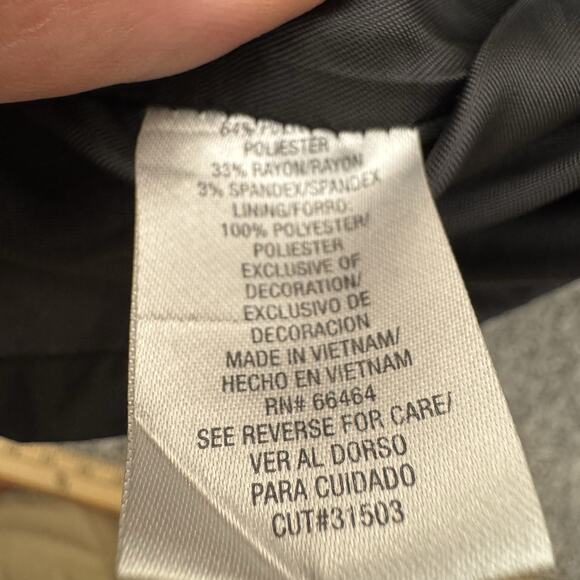 64%
POLIESTER
33% RAYON/RAYON
3% SPANDEX/SPANDEX
LINING/FORRO:
100% POLYESTER/
POLIESTER
EXCLUSIVE OF
DECORATION/
EXCLUSIVO DE
DECORACION
MADE IN VIETNAM/
HECHO EN VIETNAM
RN# 66464
SEE REVERSE FOR CARE/
VER AL DORSO
PARA CUIDADO
CUT#31503